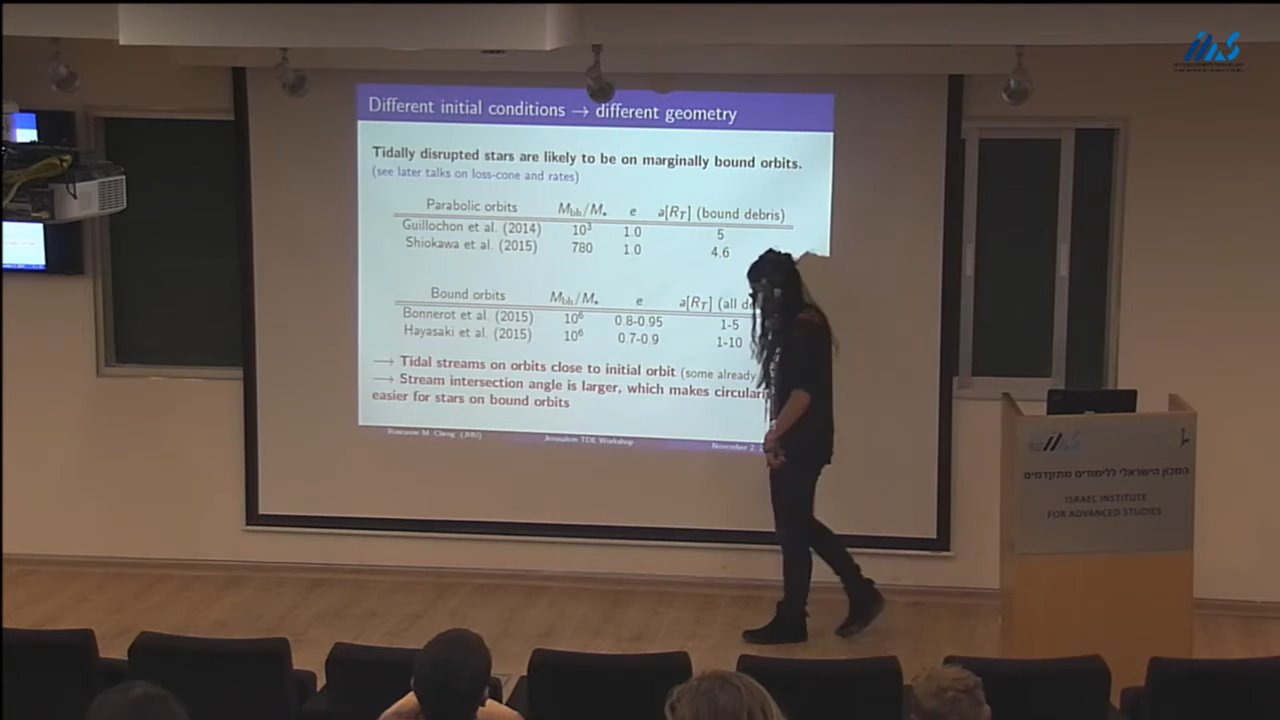 Different initial conditions → different geometry
Tidally disrupted stars are likely to be on marginally bound orbits.
(see later talks on loss-cone and rates)
Parabolic orbits M_bh/M_* e a[R_T] (bound debris)
Guillochon et al. (2014) 10^3 1.0 5
Shiokawa et al. (2015) 780 1.0 4.6
Bound orbits M_bh/M_* e a[R_T] (all de
Bonnerot et al. (2015) 10^6 0.8-0.95 1-5
Hayasaki et al. (2015) 10^6 0.7-0.9 1-10
→ Tidal streams on orbits close to initial orbit (some already
→ Stream intersection angle is larger, which makes circulari
easier for stars on bound orbits
Roseanne M. Cheng (JHU) Jerusalem TDE Workshop November 2,
המכון הישראלי ללימודים מתקדמים
ISRAEL INSTITUTE
FOR ADVANCED STUDIES